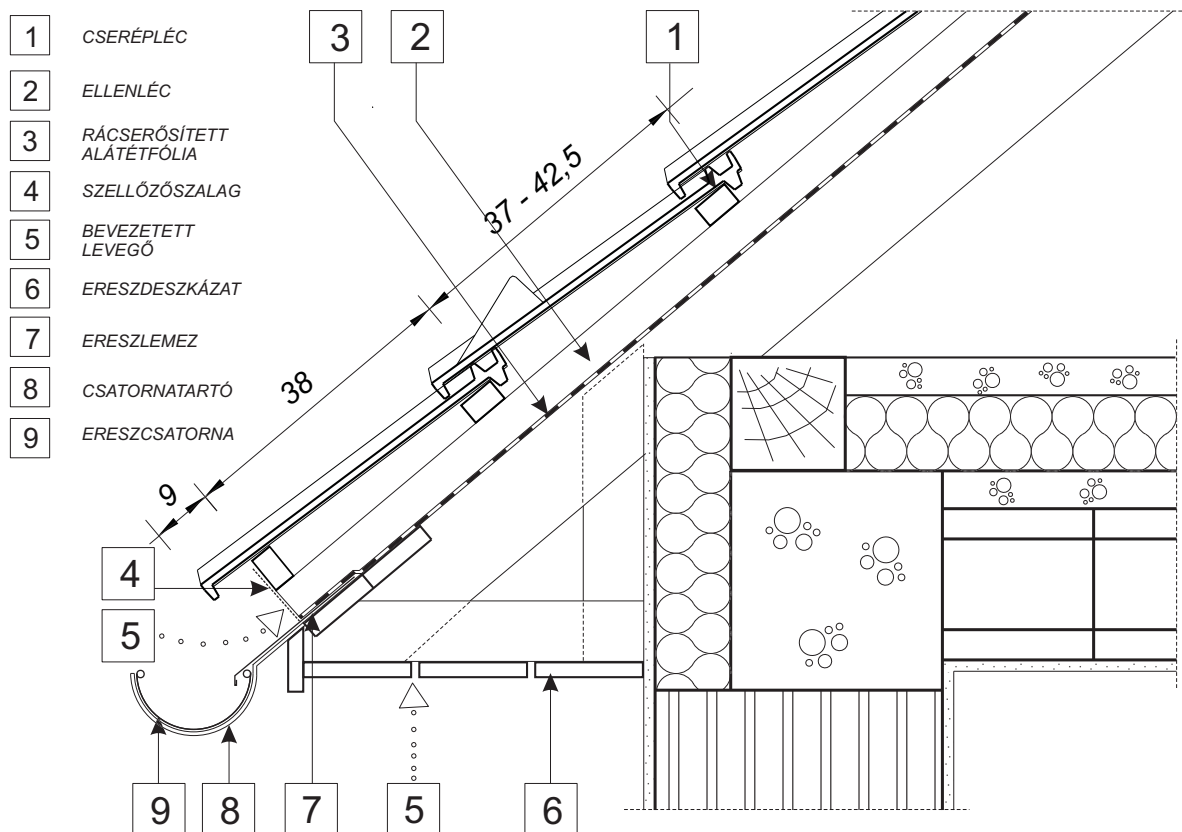 1 CSERÉPLÉC
2 ELLENLÉC
3 RÁCSERŐSÍTETT
ALÁTÉTFÓLIA
4 SZELLŐZŐSZALAG
5 BEVEZETETT
LEVEGŐ
6 ERESZDESZKÁZAT
7 ERESZLEMEZ
8 CSATORNATARTÓ
9 ERESZCSATORNA
3 2 1
37 - 42,5
38
9
4
5
9 8 7 5 6